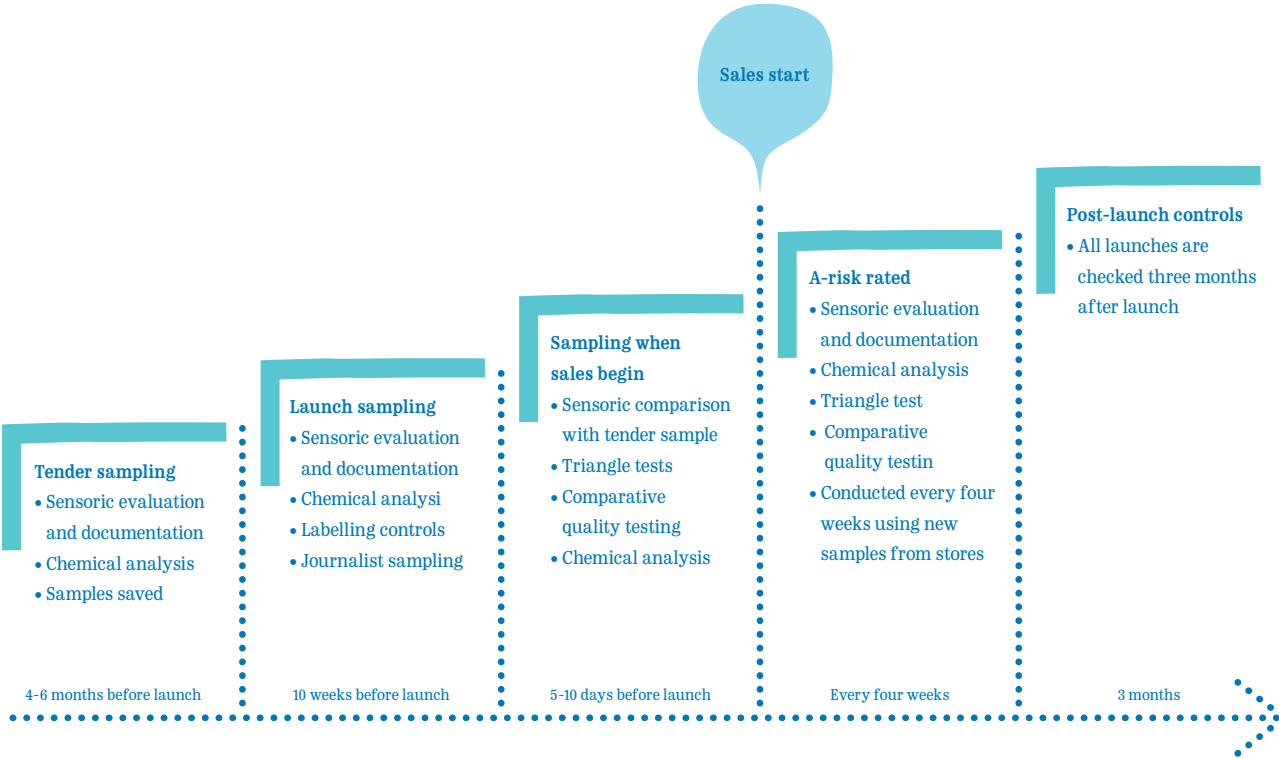 Sales start
Tender sampling
• Sensoric evaluation
and documentation
• Chemical analysis
• Samples saved
4-6 months before launch
Launch sampling
• Sensoric evaluation
and documentation
• Chemical analysi
• Labelling controls
• Journalist sampling
10 weeks before launch
Sampling when
sales begin
• Sensoric comparison
with tender sample
• Triangle tests
• Comparative
quality testing
• Chemical analysis
5-10 days before launch
A-risk rated
• Sensoric evaluation
and documentation
• Chemical analysis
• Triangle test
• Comparative
quality testin
• Conducted every four
weeks using new
samples from stores
Every four weeks
Post-launch controls
• All launches are
checked three months
after launch
3 months